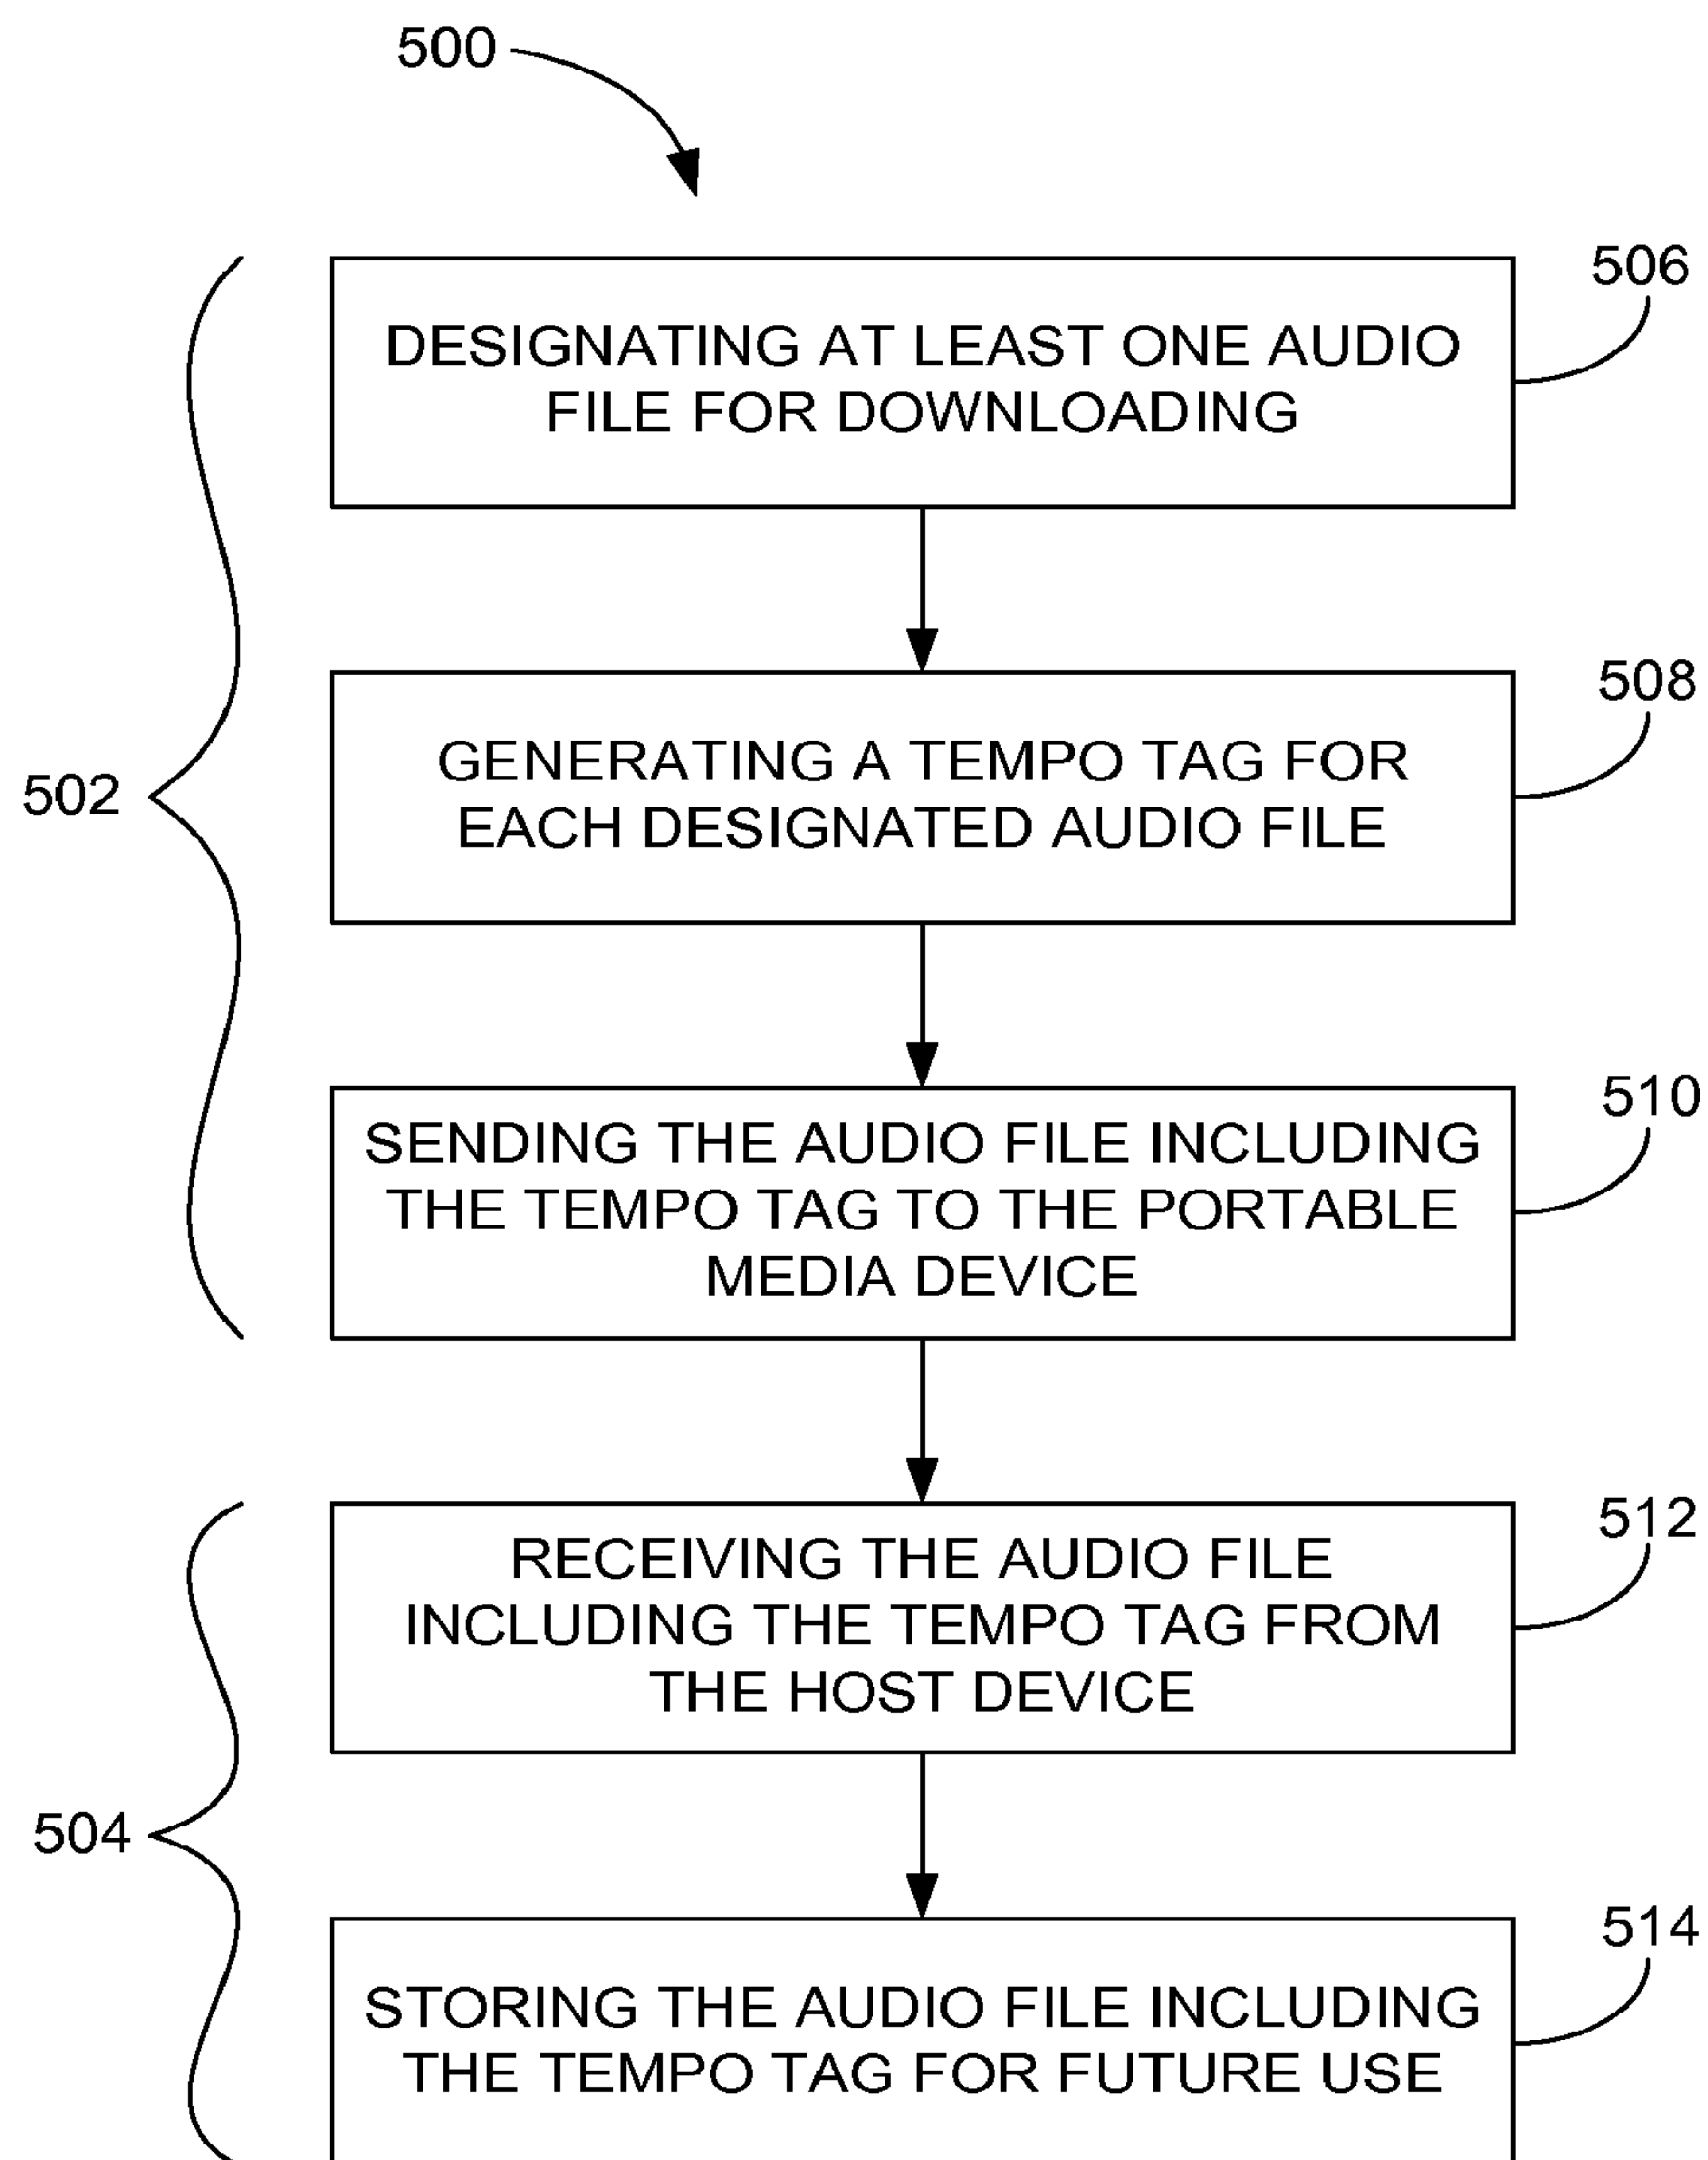 500
506
DESIGNATING AT LEAST ONE AUDIO
FILE FOR DOWNLOADING
508
GENERATING A TEMPO TAG FOR
EACH DESIGNATED AUDIO FILE
502
510
SENDING THE AUDIO FILE INCLUDING
THE TEMPO TAG TO THE PORTABLE
MEDIA DEVICE
512
RECEIVING THE AUDIO FILE
INCLUDING THE TEMPO TAG FROM
THE HOST DEVICE
504
514
STORING THE AUDIO FILE INCLUDING
THE TEMPO TAG FOR FUTURE USE